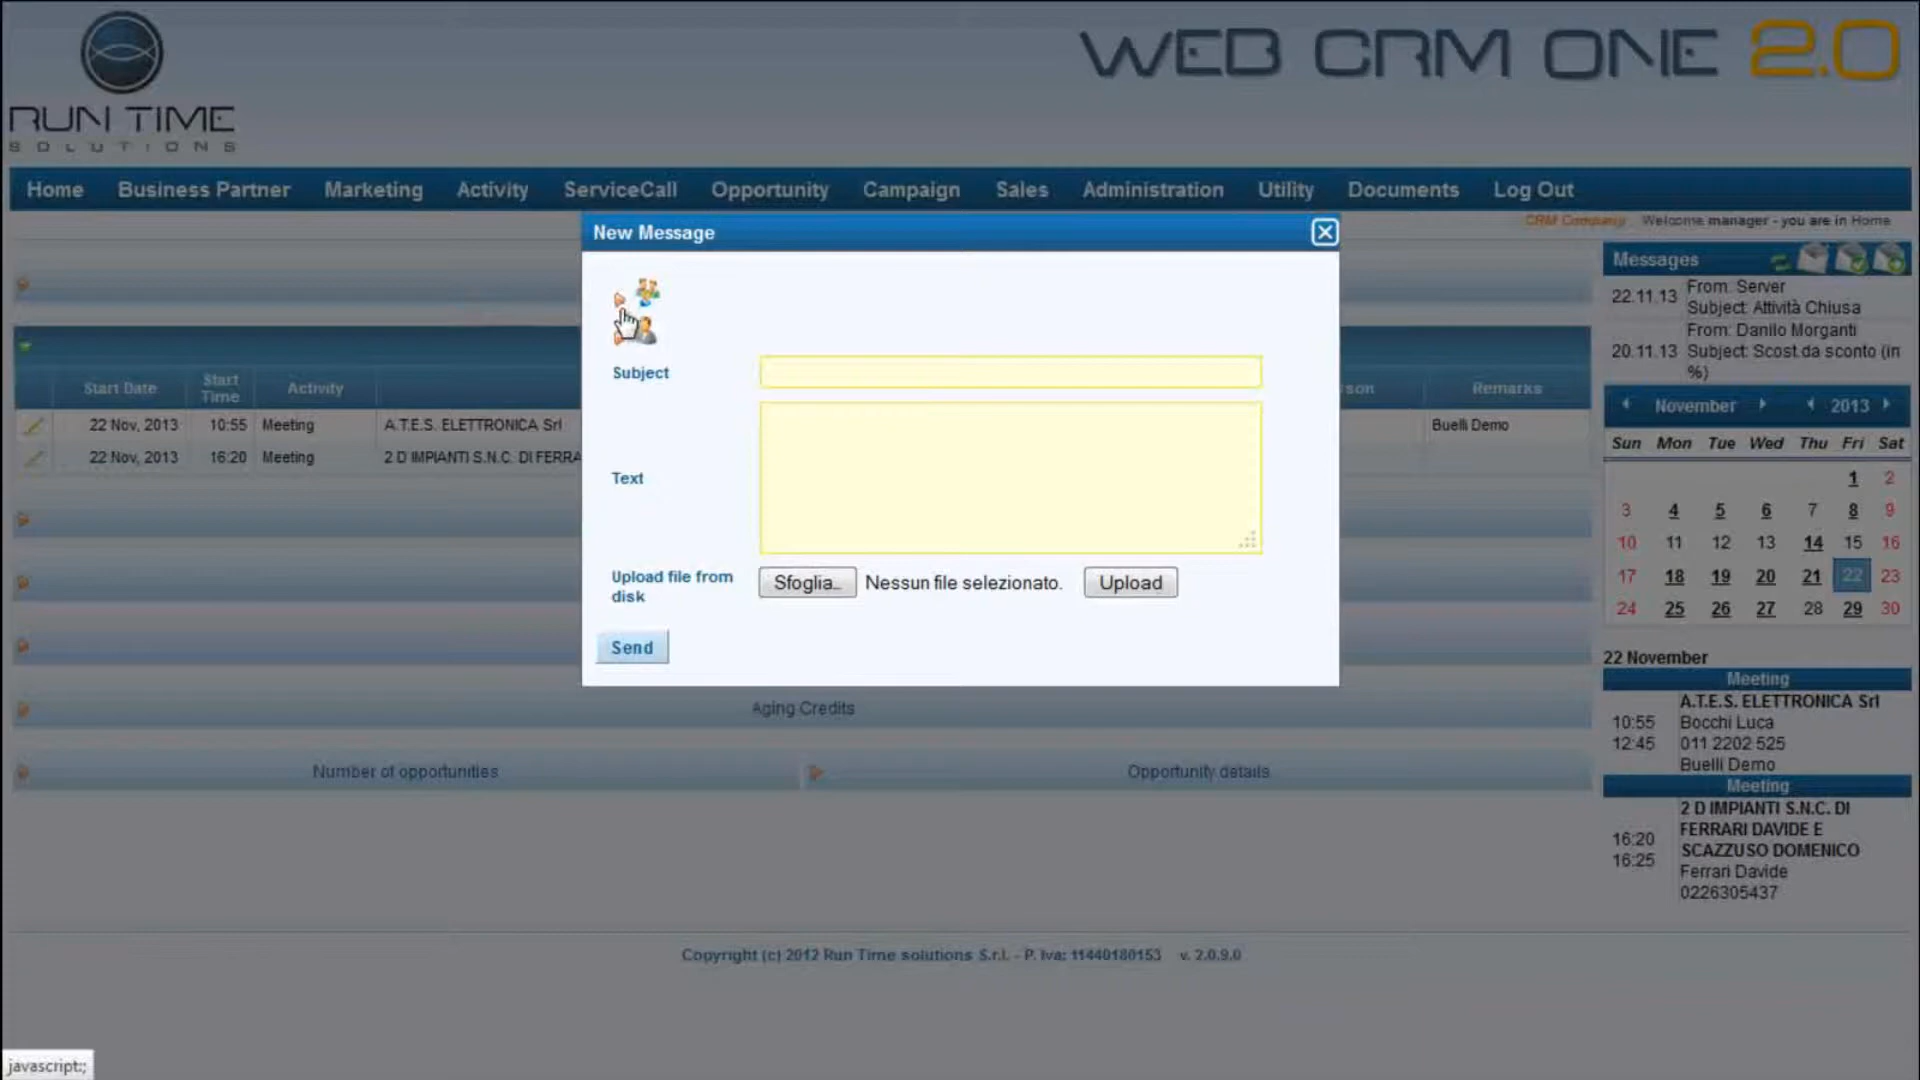 WEB CRM ONE 2.0
RUN TIME
SOLUTIONS
Home Business Partner Marketing Activity ServiceCall Opportunity Campaign Sales Administration Utility Documents Log Out
CRM Company Welcome manager - you are in Home
New Message
Subject
Text
Upload file from
disk
Sfoglia.. Nessun file selezionato. Upload
Send
Start Date Start Time Activity son Remarks
22 Nov, 2013 10:55 Meeting A.T.E.S. ELETTRONICA Srl Buelli Demo
22 Nov, 2013 16:20 Meeting 2 D IMPIANTI S.N.C. DI FERRA
Aging Credits
Number of opportunities Opportunity details
Messages
22.11.13 From: Server
Subject: Attività Chiusa
20.11.13 From: Danilo Morganti
Subject: Scost.da sconto (in
%)
November 2013
Sun Mon Tue Wed Thu Fri Sat
1 2
3 4 5 6 7 8 9
10 11 12 13 14 15 16
17 18 19 20 21 22 23
24 25 26 27 28 29 30
22 November
Meeting
10:55
12:45
A.T.E.S. ELETTRONICA Srl
Bocchi Luca
011 2202 525
Buelli Demo
Meeting
16:20
16:25
2 D IMPIANTI S.N.C. DI
FERRARI DAVIDE E
SCAZZUSO DOMENICO
Ferrari Davide
0226305437
Copyright (c) 2012 Run Time solutions S.r.l. - P. Iva: 11440180153 v. 2.0.9.0
javascript:;